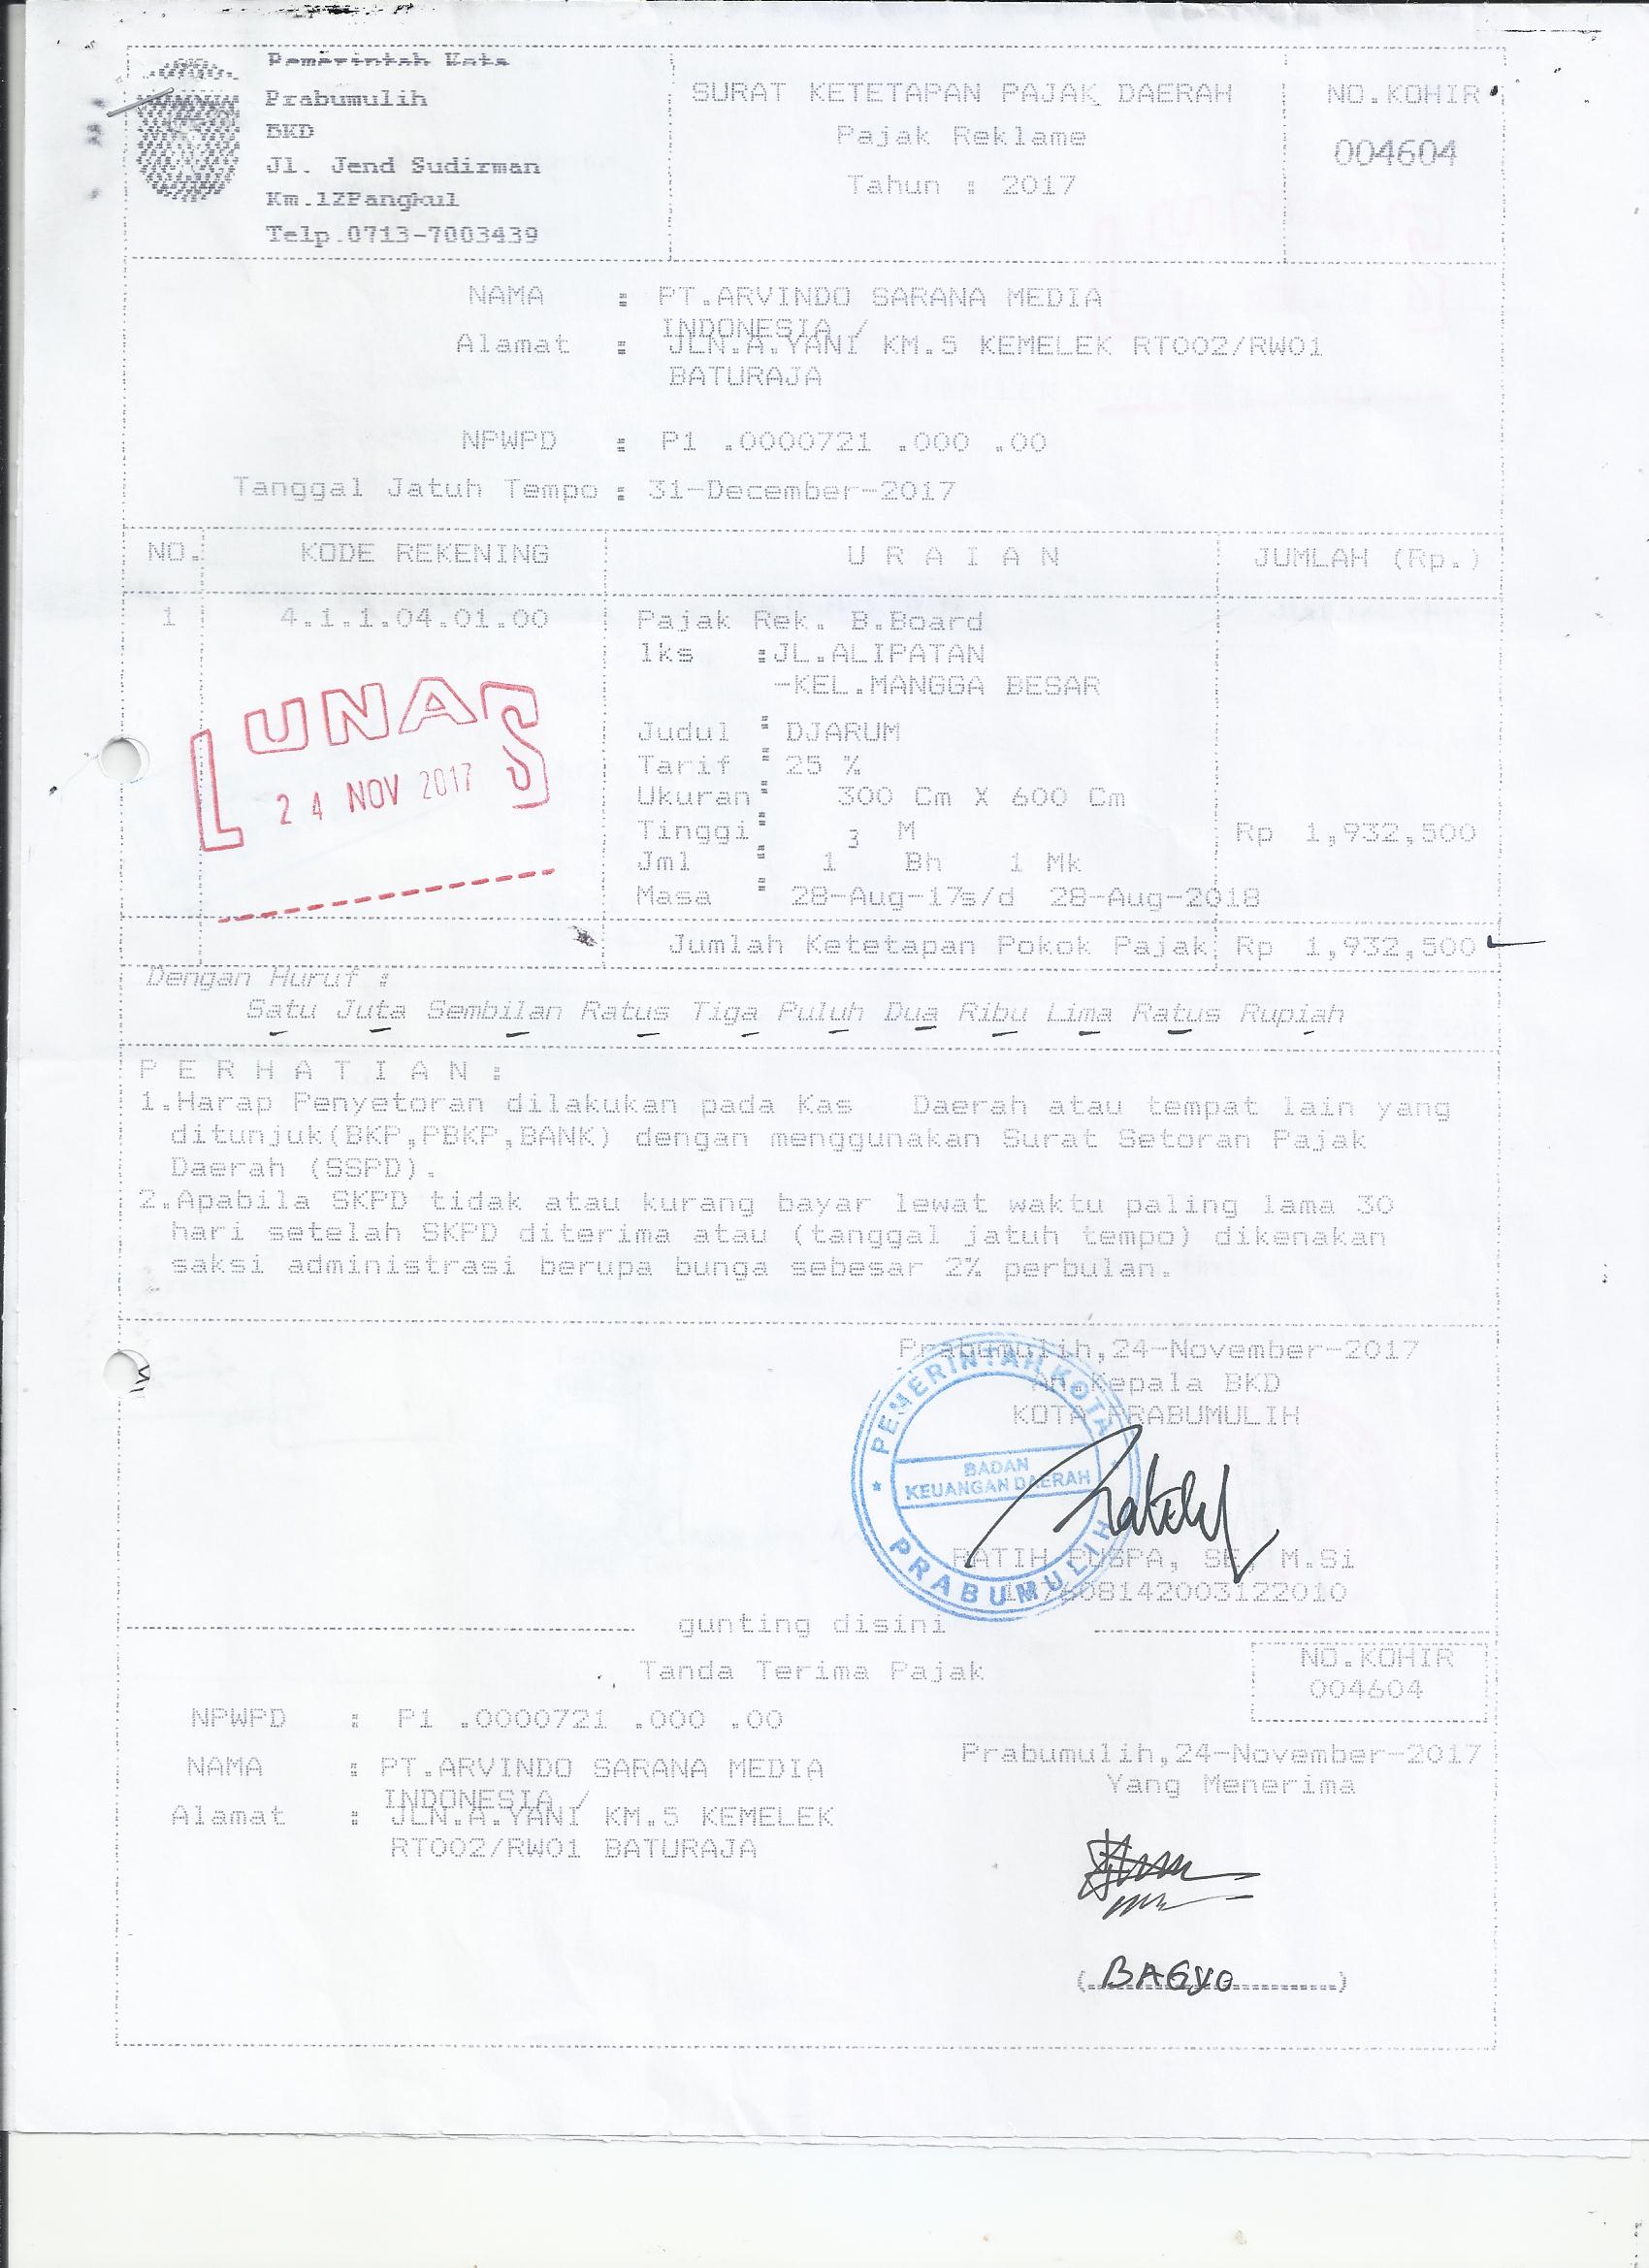 Pemerintah Kota
Prabumulih
BKD
Jl. Jend Sudirman
Km.12Pangkul
Telp.0713-7003439
SURAT KETETAPAN PAJAK DAERAH
Pajak Reklame
Tahun : 2017
NO.KOHIR
004604
NAMA : PT.ARVINDO SARANA MEDIA
INDONESIA /
Alamat : JLN.A.YANI KM.5 KEMELEK RT002/RW01
BATURAJA
NPWPD : P1 .0000721 .000 .00
Tanggal Jatuh Tempo : 31-December-2017
NO. KODE REKENING U R A I A N JUMLAH (Rp.)
1 4.1.1.04.01.00 Pajak Rek. B.Board
lks :JL.ALIPATAN
-KEL.MANGGA BESAR
Judul : DJARUM
Tarif : 25 %
Ukuran : 300 Cm X 600 Cm
Tinggi : 3 M Rp 1,932,500
Jml : 1 Bh 1 Mk
Masa : 28-Aug-17s/d 28-Aug-2018
LUNAS
24 NOV 2017
Jumlah Ketetapan Pokok Pajak Rp 1,932,500
Dengan Huruf :
Satu Juta Sembilan Ratus Tiga Puluh Dua Ribu Lima Ratus Rupiah
P E R H A T I A N :
1.Harap Penyetoran dilakukan pada Kas Daerah atau tempat lain yang
ditunjuk(BKP,PBKP,BANK) dengan menggunakan Surat Setoran Pajak
Daerah (SSPD).
2.Apabila SKPD tidak atau kurang bayar lewat waktu paling lama 30
hari setelah SKPD diterima atau (tanggal jatuh tempo) dikenakan
saksi administrasi berupa bunga sebesar 2% perbulan.
Prabumulih,24-November-2017
An.Kepala BKD
KOTA PRABUMULIH
PEMERINTAH KOTA
BADAN
KEUANGAN DAERAH
PRABUMULIH
RATIH PUSPA, SE, M.Si
197608142003122010
gunting disini
Tanda Terima Pajak
NO.KOHIR
004604
NPWPD : P1 .0000721 .000 .00
NAMA : PT.ARVINDO SARANA MEDIA
INDONESIA /
Alamat : JLN.A.YANI KM.5 KEMELEK
RT002/RW01 BATURAJA
Prabumulih,24-November-2017
Yang Menerima
(BAGYO)